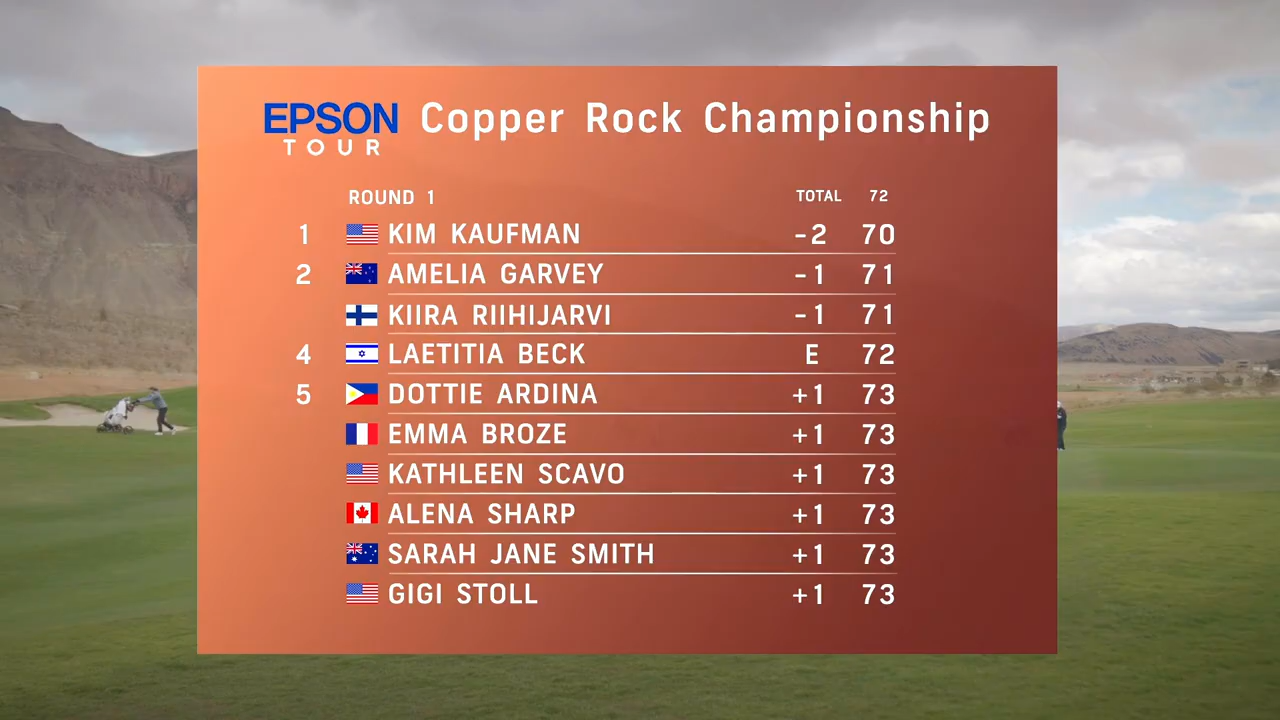 EPSON TOUR Copper Rock Championship
ROUND 1 TOTAL 72
1 KIM KAUFMAN -2 70
2 AMELIA GARVEY -1 71
KIIRA RIIHIJARVI -1 71
4 LAETITIA BECK E 72
5 DOTTIE ARDINA +1 73
EMMA BROZE +1 73
KATHLEEN SCAVO +1 73
ALENA SHARP +1 73
SARAH JANE SMITH +1 73
GIGI STOLL +1 73